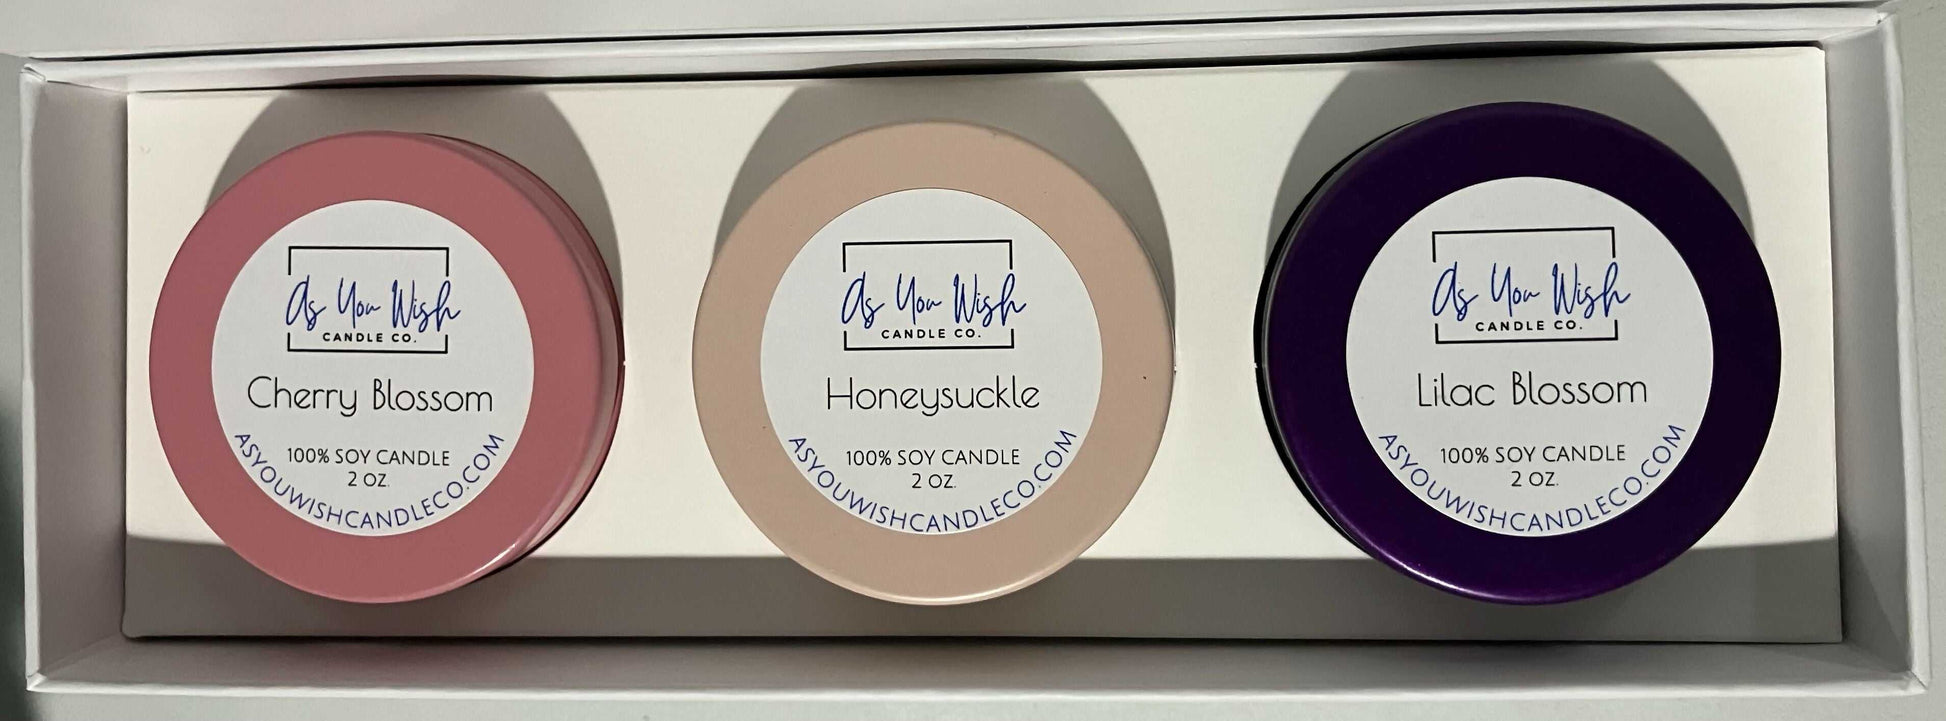 As You Wish
CANDLE CO.
Cherry Blossom
100% SOY CANDLE
2 OZ.
ASYOUWISHCANDLECO.COM
As You Wish
CANDLE CO.
Honeysuckle
100% SOY CANDLE
2 OZ.
ASYOUWISHCANDLECO.COM
As You Wish
CANDLE CO.
Lilac Blossom
100% SOY CANDLE
2 OZ.
ASYOUWISHCANDLECO.COM